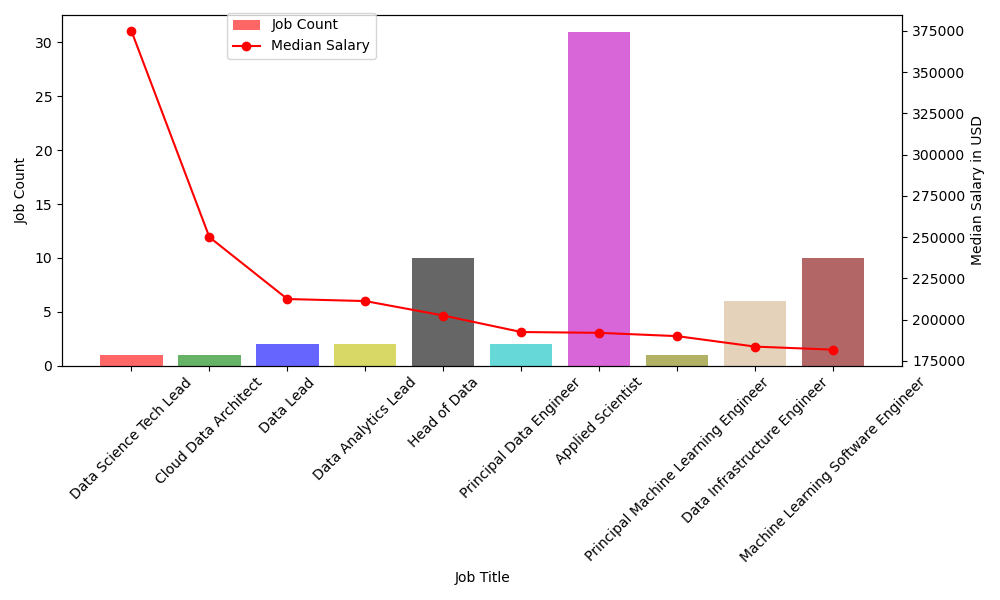 Job Count
Median Salary
Job Count
30
25
20
15
10
5
0
375000
350000
325000
300000
275000
250000
225000
200000
175000
Median Salary in USD
Data Science Tech Lead
Cloud Data Architect
Data Lead
Data Analytics Lead
Head of Data
Principal Data Engineer
Applied Scientist
Principal Machine Learning Engineer
Data Infrastructure Engineer
Machine Learning Software Engineer
Job Title